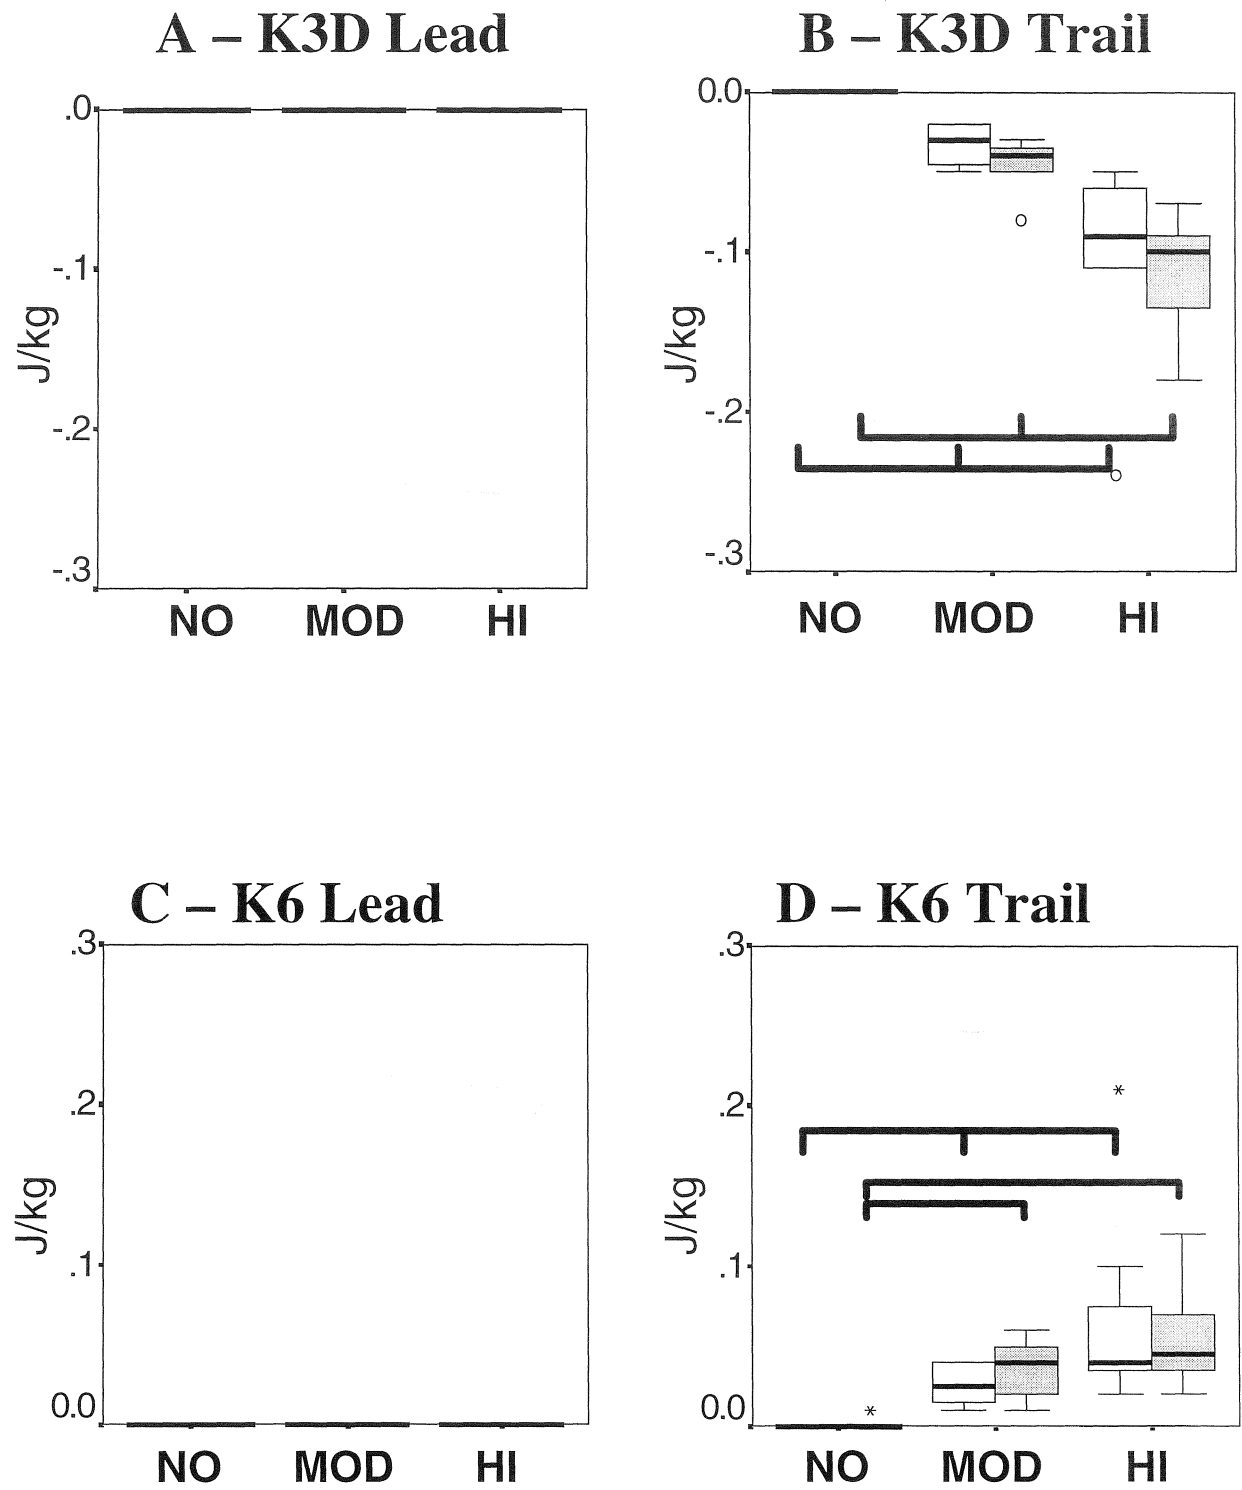 A – K3D Lead
.0
-.1
-.2
-.3
J/kg
NO MOD HI
B – K3D Trail
0.0
-.1
-.2
-.3
J/kg
NO MOD HI
C – K6 Lead
.3
.2
.1
0.0
J/kg
NO MOD HI
D – K6 Trail
.3
.2
.1
0.0
J/kg
NO MOD HI